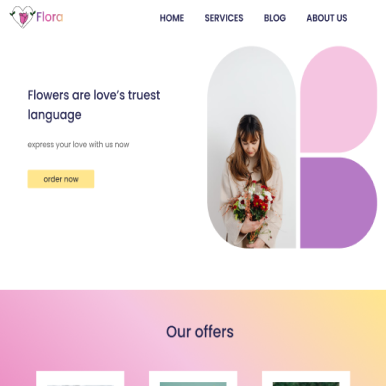 Flora
HOME SERVICES BLOG ABOUT US
Flowers are love's truest
language
express your love with us now
order now
Our offers